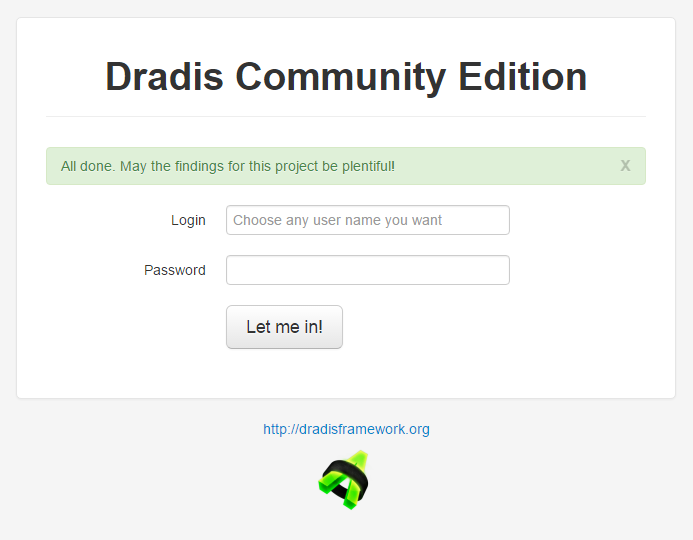 Dradis Community Edition
All done. May the findings for this project be plentiful! x
Login Choose any user name you want
Password
Let me in!
http://dradisframework.org